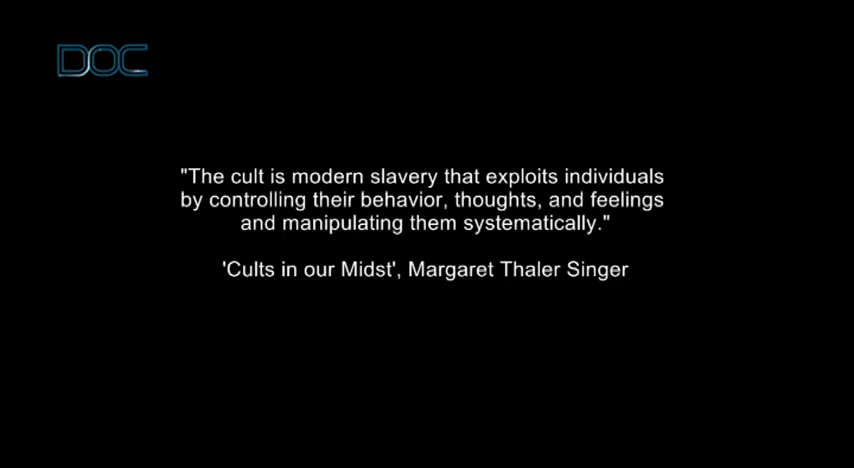 DOC
"The cult is modern slavery that exploits individuals
by controlling their behavior, thoughts, and feelings
and manipulating them systematically."
'Cults in our Midst', Margaret Thaler Singer